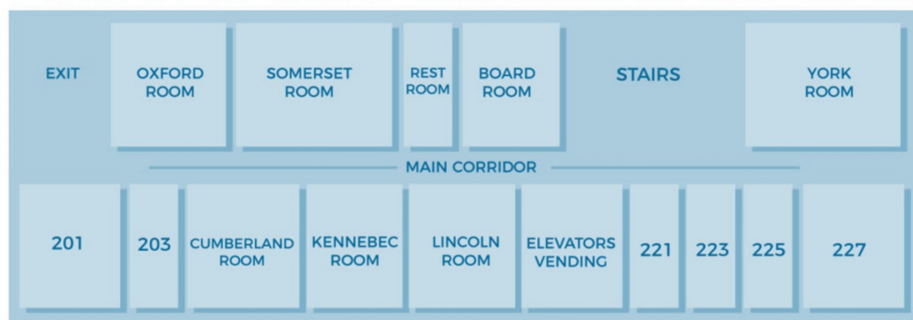 EXIT
OXFORD
ROOM
SOMERSET
ROOM
REST
ROOM
BOARD
ROOM
STAIRS
YORK
ROOM
MAIN CORRIDOR
201
203
CUMBERLAND
ROOM
KENNEBEC
ROOM
LINCOLN
ROOM
ELEVATORS
VENDING
221
223
225
227